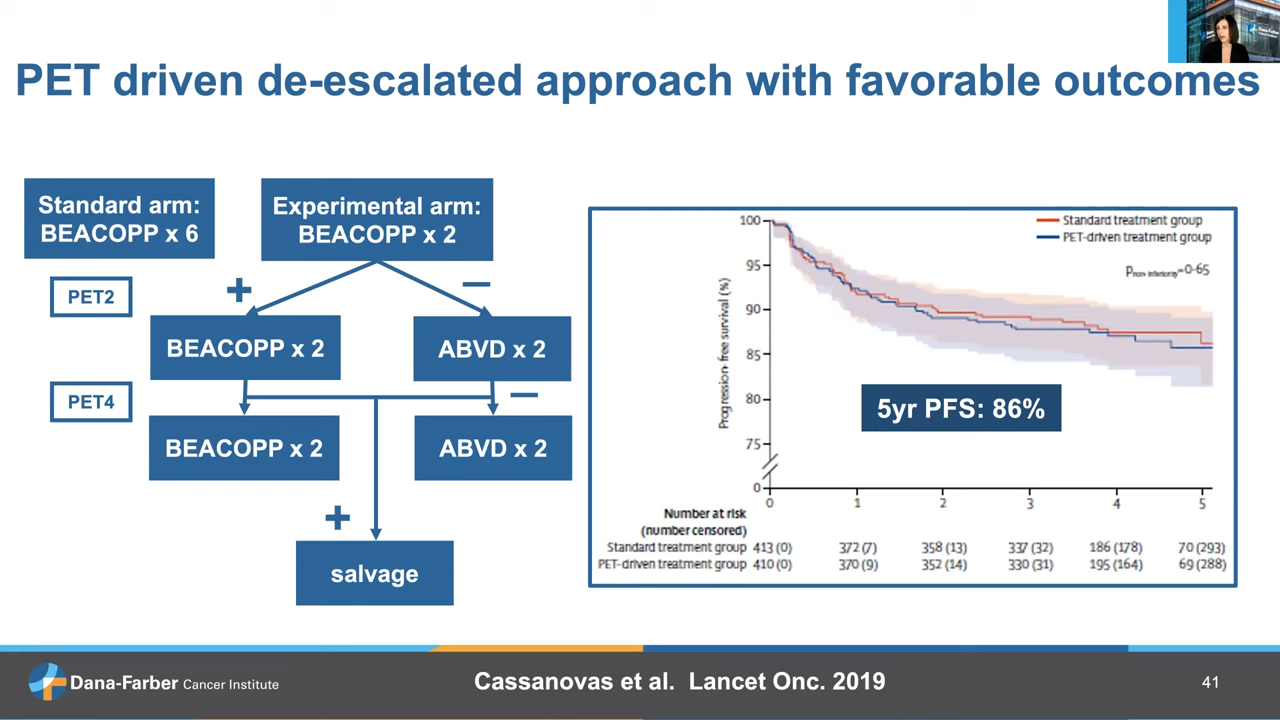 PET driven de-escalated approach with favorable outcomes
Standard arm:
BEACOPP x 6
Experimental arm:
BEACOPP x 2
PET2
+
–
BEACOPP x 2
ABVD x 2
PET4
–
BEACOPP x 2
ABVD x 2
+
salvage
Standard treatment group
PET-driven treatment group
Pnon-inferiority=0·65
Progression-free survival (%)
100
95
90
85
80
75
0
0 1 2 3 4 5
5yr PFS: 86%
Number at risk
(number censored)
Standard treatment group 413 (0) 372 (7) 358 (13) 337 (32) 186 (178) 70 (293)
PET-driven treatment group 410 (0) 370 (9) 352 (14) 330 (31) 195 (164) 69 (288)
Dana-Farber Cancer Institute
Cassanovas et al. Lancet Onc. 2019
41
Dana-Farber